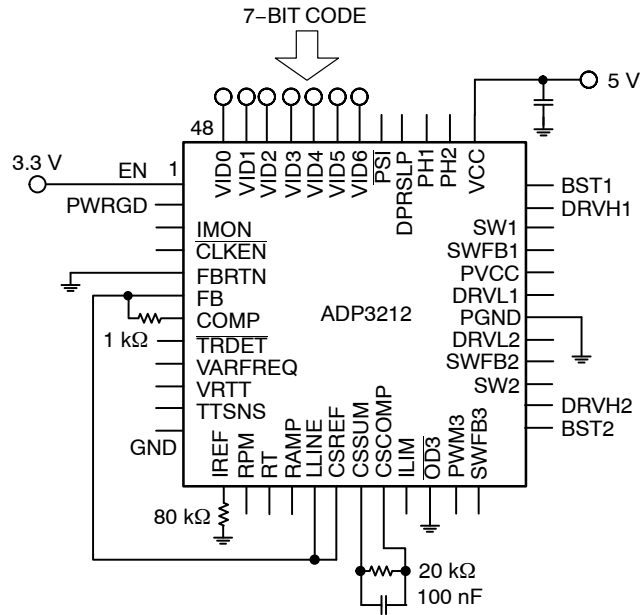 7–BIT CODE
5 V
48
VID0
VID1
VID2
VID3
VID4
VID5
VID6
PSI
DPRSLP
PH1
PH2
VCC
3.3 V
EN
1
PWRGD
IMON
CLKEN
FBRTN
FB
COMP
1 kΩ
TRDET
VARFREQ
VRTT
TTSNS
GND
ADP3212
BST1
DRVH1
SW1
SWFB1
PVCC
DRVL1
PGND
DRVL2
SWFB2
SW2
DRVH2
BST2
IREF
RPM
RT
RAMP
LLINE
CSREF
CSSUM
CSCOMP
ILIM
OD3
PWM3
SWFB3
80 kΩ
20 kΩ
100 nF